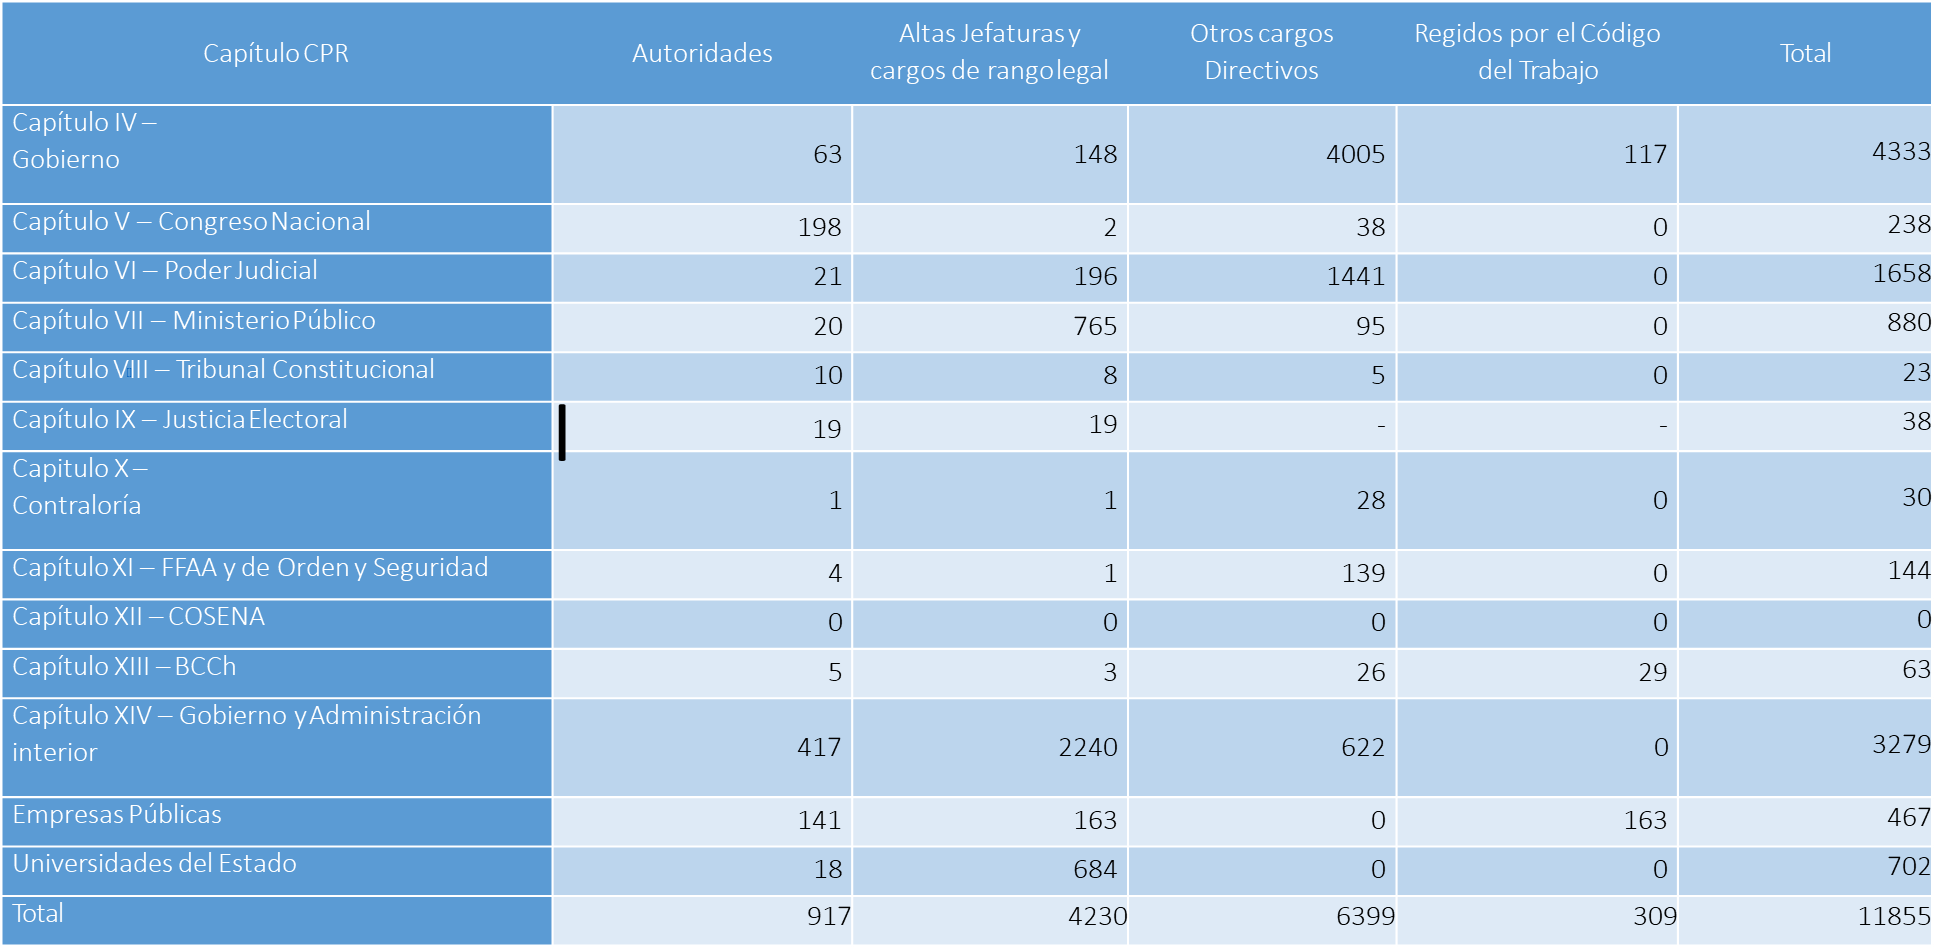 Capítulo CPR Autoridades Altas Jefaturas y cargos de rango legal Otros cargos Directivos Regidos por el Código del Trabajo Total
Capítulo IV – Gobierno 63 148 4005 117 4333
Capítulo V – Congreso Nacional 198 2 38 0 238
Capítulo VI – Poder Judicial 21 196 1441 0 1658
Capítulo VII – Ministerio Público 20 765 95 0 880
Capítulo VIII – Tribunal Constitucional 10 8 5 0 23
Capítulo IX – Justicia Electoral 19 19 - - 38
Capitulo X – Contraloría 1 1 28 0 30
Capítulo XI – FFAA y de Orden y Seguridad 4 1 139 0 144
Capítulo XII – COSENA 0 0 0 0 0
Capítulo XIII – BCCh 5 3 26 29 63
Capítulo XIV – Gobierno y Administración interior 417 2240 622 0 3279
Empresas Públicas 141 163 0 163 467
Universidades del Estado 18 684 0 0 702
Total 917 4230 6399 309 11855